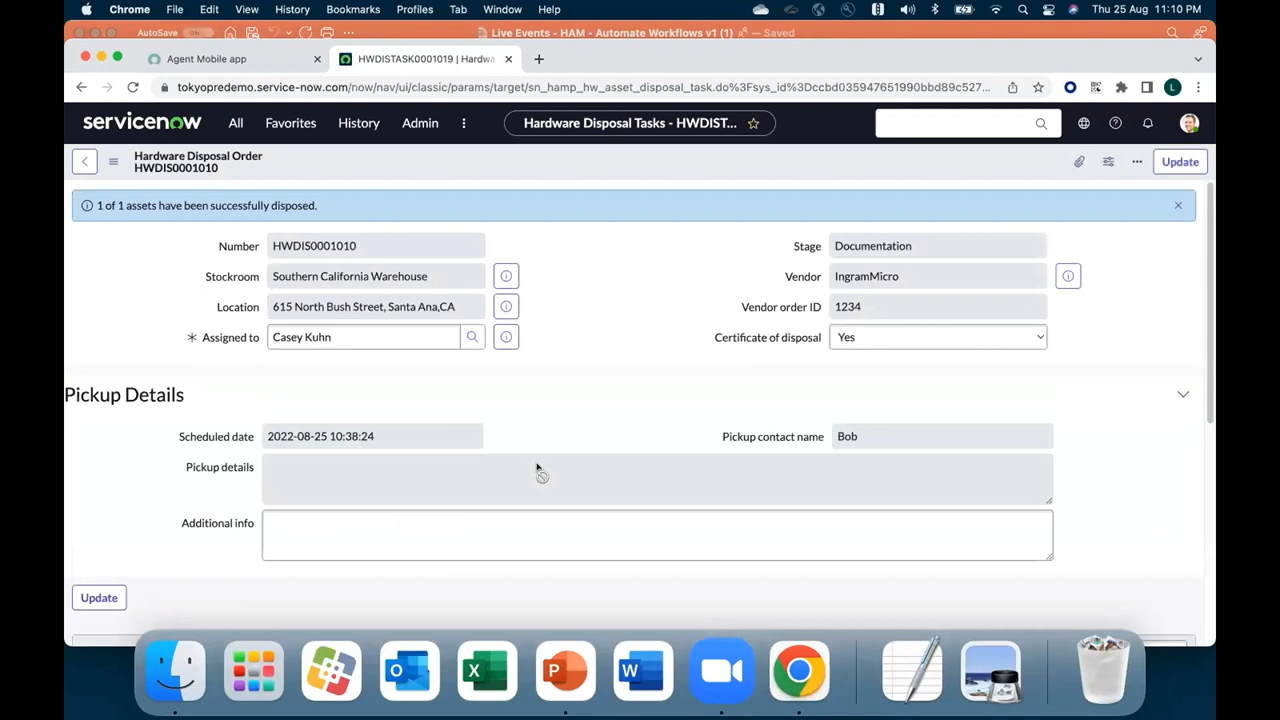 Chrome File Edit View History Bookmarks Profiles Tab Window Help Thu 25 Aug 11:10 PM
AutoSave Live Events - HAM - Automate Workflows v1 (1) — Saved
Agent Mobile app HWDISTASK0001019 | Hardwa
tokyopredemo.service-now.com/now/nav/ui/classic/params/target/sn_hamp_hw_asset_disposal_task.do%3Fsys_id%3Dccbd035947651990bbd89c527...
servicenow All Favorites History Admin Hardware Disposal Tasks - HWDIST...
Hardware Disposal Order
HWDIS0001010
Update
1 of 1 assets have been successfully disposed.
Number HWDIS0001010 Stage Documentation
Stockroom Southern California Warehouse Vendor IngramMicro
Location 615 North Bush Street, Santa Ana,CA Vendor order ID 1234
Assigned to Casey Kuhn Certificate of disposal Yes
Pickup Details
Scheduled date 2022-08-25 10:38:24 Pickup contact name Bob
Pickup details
Additional info
Update